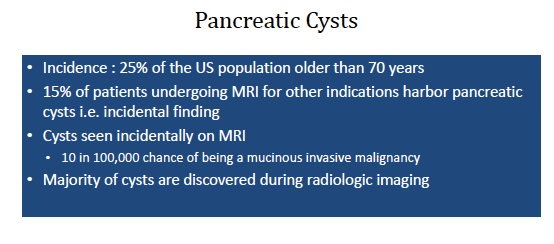 Pancreatic Cysts
• Incidence : 25% of the US population older than 70 years
• 15% of patients undergoing MRI for other indications harbor pancreatic
cysts i.e. incidental finding
• Cysts seen incidentally on MRI
• 10 in 100,000 chance of being a mucinous invasive malignancy
• Majority of cysts are discovered during radiologic imaging